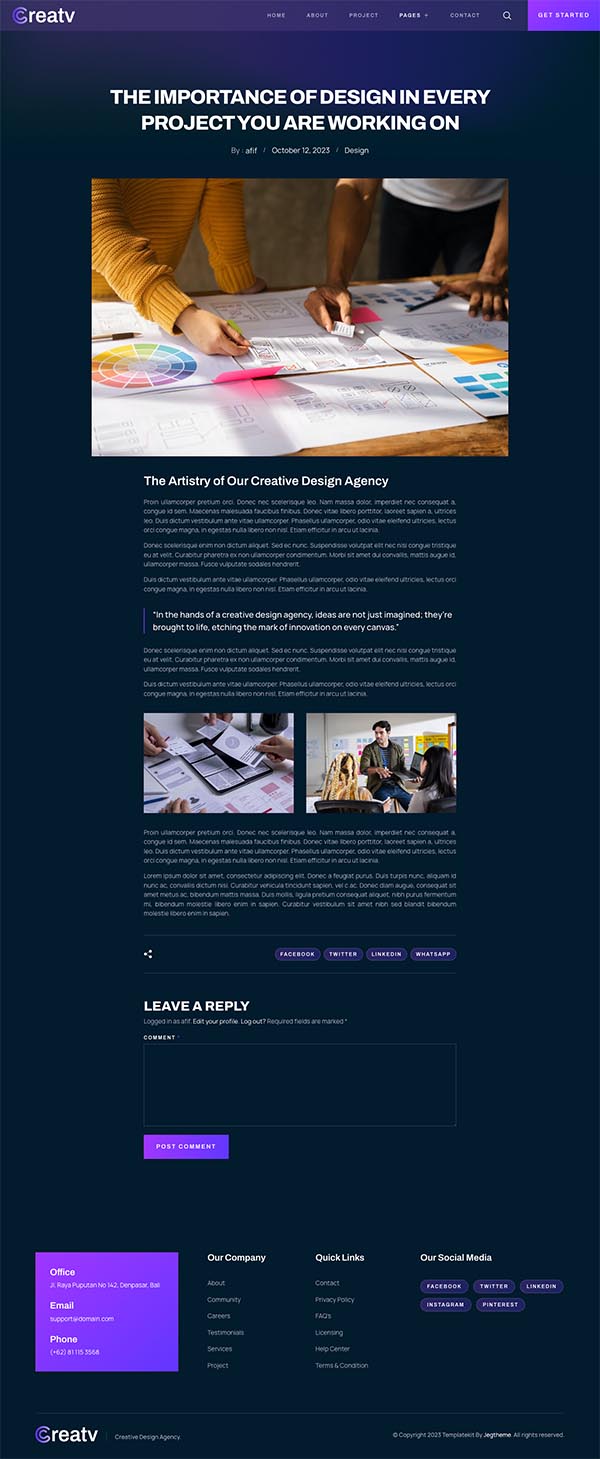 Creatv
HOME ABOUT PROJECT PAGES + CONTACT GET STARTED
THE IMPORTANCE OF DESIGN IN EVERY
PROJECT YOU ARE WORKING ON
By : afif / October 12, 2023 / Design
The Artistry of Our Creative Design Agency
Proin ullamcorper pretium orci. Donec nec scelerisque leo. Nam massa dolor, imperdiet nec consequat a,
congue id sem. Maecenas malesuada faucibus finibus. Donec vitae libero porttitor, laoreet sapien a, ultrices
leo. Duis dictum vestibulum ante vitae ullamcorper. Phasellus ullamcorper, odio vitae eleifend ultricies, lectus
orci congue magna, in egestas nulla libero non nisl. Etiam efficitur in arcu ut lacinia.
Donec scelerisque enim non dictum aliquet. Sed ec nunc. Suspendisse volutpat elit nec nisi congue tristique
eu at velit. Curabitur pharetra ex non ullamcorper condimentum. Morbi sit amet dui convallis, mattis augue id,
ullamcorper massa. Fusce vulputate sodales hendrerit.
Duis dictum vestibulum ante vitae ullamcorper. Phasellus ullamcorper, odio vitae eleifend ultricies, lectus orci
congue magna, in egestas nulla libero non nisl. Etiam efficitur in arcu ut lacinia.
“In the hands of a creative design agency, ideas are not just imagined; they’re
brought to life, etching the mark of innovation on every canvas.”
Donec scelerisque enim non dictum aliquet. Sed ec nunc. Suspendisse volutpat elit nec nisi congue tristique
eu at velit. Curabitur pharetra ex non ullamcorper condimentum. Morbi sit amet dui convallis, mattis augue id,
ullamcorper massa. Fusce vulputate sodales hendrerit.
Duis dictum vestibulum ante vitae ullamcorper. Phasellus ullamcorper, odio vitae eleifend ultricies, lectus orci
congue magna, in egestas nulla libero non nisl. Etiam efficitur in arcu ut lacinia.
Proin ullamcorper pretium orci. Donec nec scelerisque leo. Nam massa dolor, imperdiet nec consequat a,
congue id sem. Maecenas malesuada faucibus finibus. Donec vitae libero porttitor, laoreet sapien a, ultrices
leo. Duis dictum vestibulum ante vitae ullamcorper. Phasellus ullamcorper, odio vitae eleifend ultricies, lectus
orci congue magna, in egestas nulla libero non nisl. Etiam efficitur in arcu ut lacinia.
Lorem ipsum dolor sit amet, consectetur adipiscing elit. Donec a feugiat purus. Duis turpis nunc, aliquam id
nunc ac, convallis dictum nisl. Curabitur vehicula tincidunt sapien, vel c ac. Donec diam augue, consequat sit
amet metus ac, bibendum mattis massa. Duis mollis, ligula pretium consequat aliquet, nibh purus fermentum
mi, bibendum molestie libero enim in sapien. Curabitur vestibulum sit amet nibh sed blandit bibendum
molestie libero enim in sapien.
FACEBOOK TWITTER LINKEDIN WHATSAPP
LEAVE A REPLY
Logged in as afif. Edit your profile. Log out? Required fields are marked *
COMMENT *
POST COMMENT
Office
Jl. Raya Puputan No 142, Denpasar, Bali
Email
support@domain.com
Phone
(+62) 81 115 3568
Our Company
About
Community
Careers
Testimonials
Services
Project
Quick Links
Contact
Privacy Policy
FAQ's
Licensing
Help Center
Terms & Condition
Our Social Media
FACEBOOK TWITTER LINKEDIN
INSTAGRAM PINTEREST
Creatv Creative Design Agency.
© Copyright 2023 Templatekit By Jegtheme. All rights reserved.